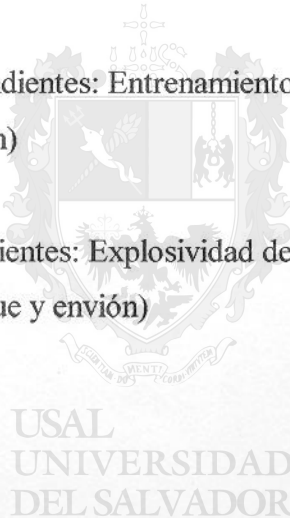 dientes: Entrenamiento
n)
ientes: Explosividad de
ue y envión)
USAL
UNIVERSIDAD
DEL SALVADOR